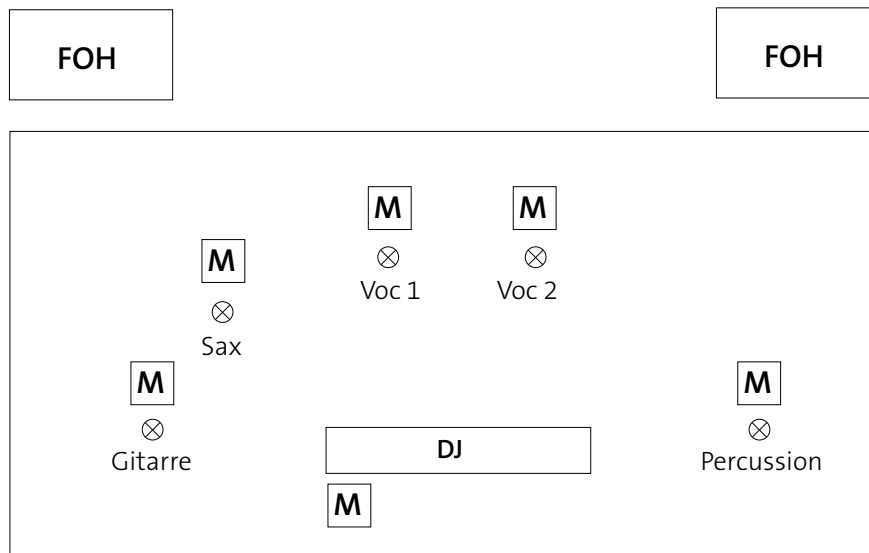 FOH
FOH
M
M
M
Voc 1
Voc 2
Sax
M
M
Gitarre
DJ
Percussion
M